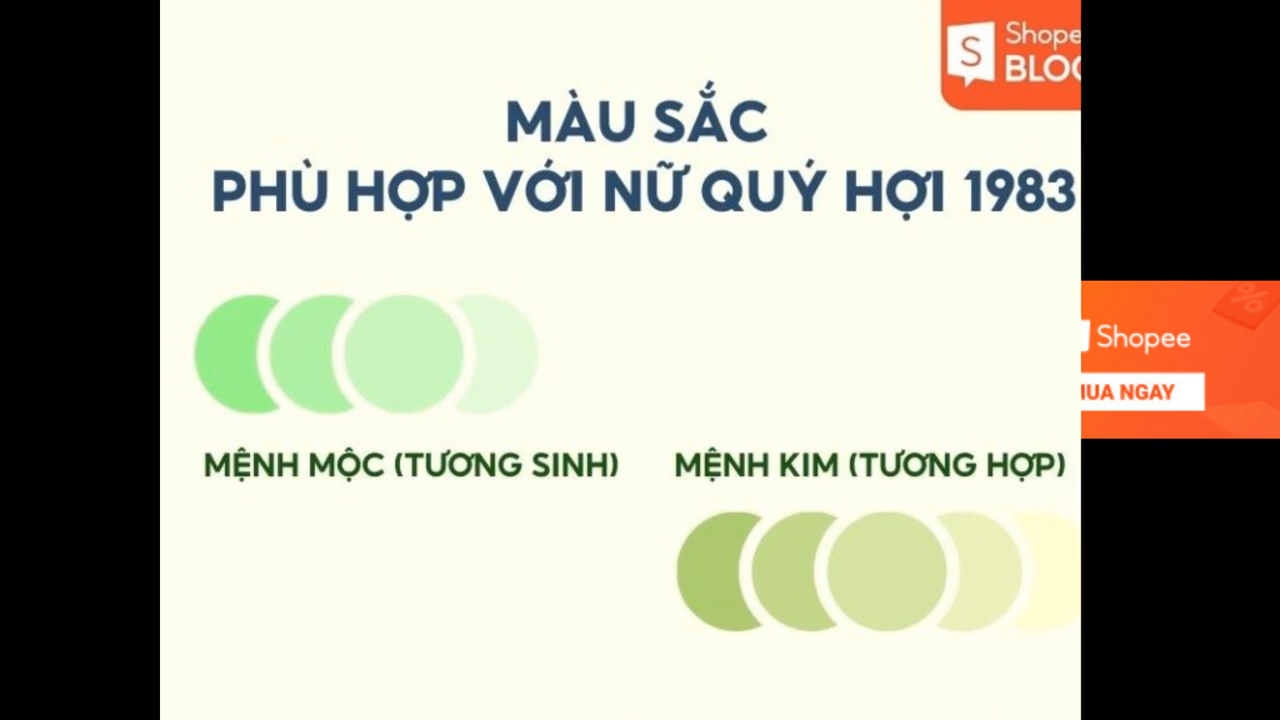 Shopee
BLOG
MÀU SẮC
PHÙ HỢP VỚI NỮ QUÝ HỢI 1983
MỆNH MỘC (TƯƠNG SINH)
MỆNH KIM (TƯƠNG HỢP)
Shopee
MUA NGAY